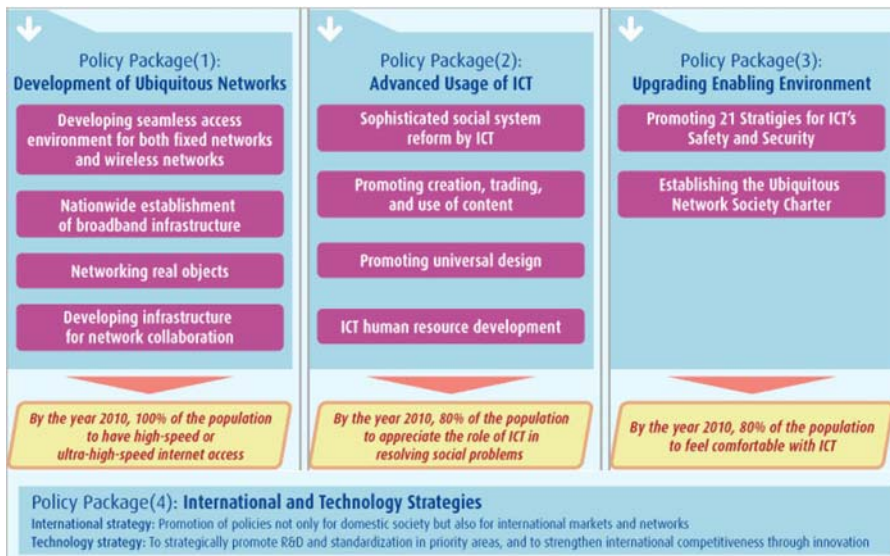 Policy Package(1):
Development of Ubiquitous Networks
Developing seamless access
environment for both fixed networks
and wireless networks
Nationwide establishment
of broadband infrastructure
Networking real objects
Developing infrastructure
for network collaboration
By the year 2010, 100% of the population
to have high-speed or
ultra-high-speed internet access
Policy Package(2):
Advanced Usage of ICT
Sophisticated social system
reform by ICT
Promoting creation, trading,
and use of content
Promoting universal design
ICT human resource development
By the year 2010, 80% of the population
to appreciate the role of ICT in
resolving social problems
Policy Package(3):
Upgrading Enabling Environment
Promoting 21 Stratigies for ICT's
Safety and Security
Establishing the Ubiquitous
Network Society Charter
By the year 2010, 80% of the population
to feel comfortable with ICT
Policy Package(4): International and Technology Strategies
International strategy: Promotion of policies not only for domestic society but also for international markets and networks
Technology strategy: To strategically promote R&D and standardization in priority areas, and to strengthen international competitiveness through innovation